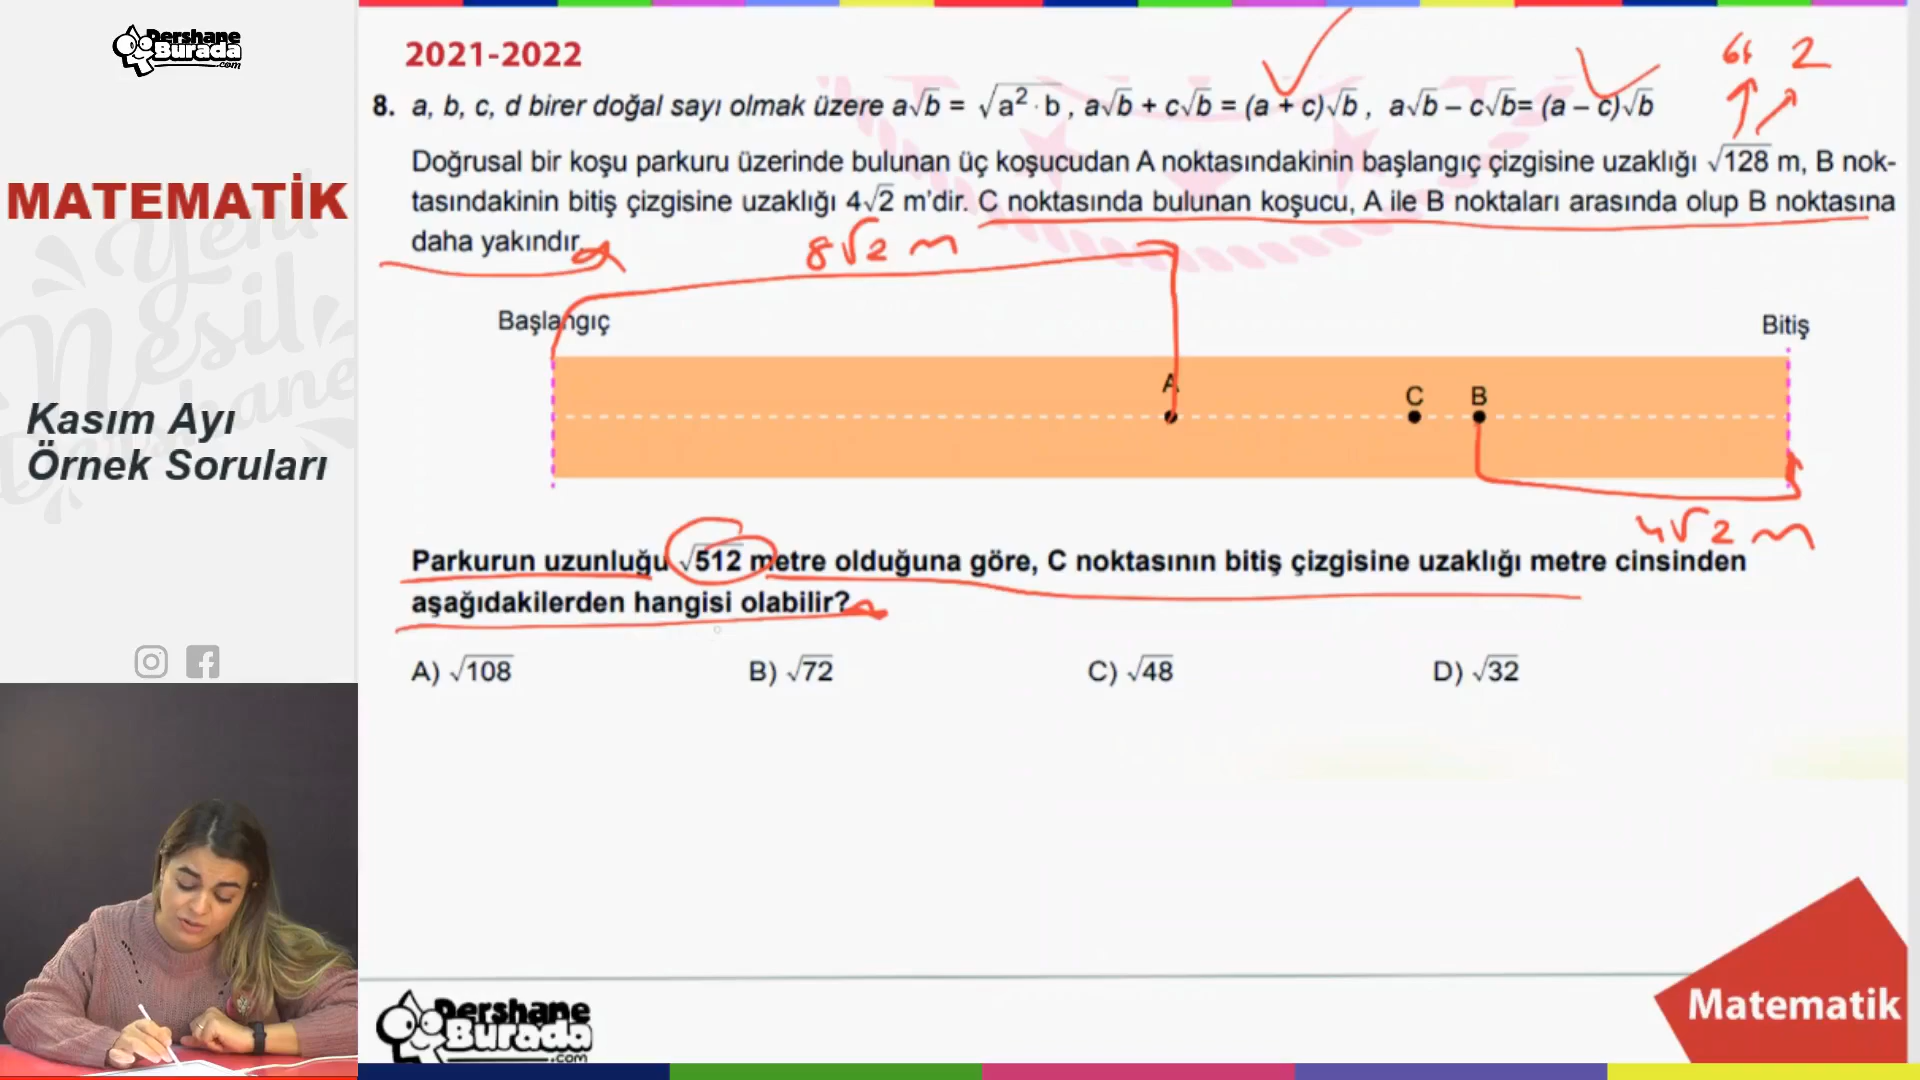 Dershane
Burada
.com
MATEMATİK
Yeni
Nesil
Dershane
Kasım Ayı
Örnek Soruları
2021-2022
64 2
8. a, b, c, d birer doğal sayı olmak üzere a√b = √a² · b , a√b + c√b = (a + c)√b , a√b – c√b= (a – c)√b
Doğrusal bir koşu parkuru üzerinde bulunan üç koşucudan A noktasındakinin başlangıç çizgisine uzaklığı √128 m, B nok-
tasındakinin bitiş çizgisine uzaklığı 4√2 m'dir. C noktasında bulunan koşucu, A ile B noktaları arasında olup B noktasına
daha yakındır.
8√2 m
Başlangıç
Bitiş
A
C
B
4√2 m
Parkurun uzunluğu √512 metre olduğuna göre, C noktasının bitiş çizgisine uzaklığı metre cinsinden
aşağıdakilerden hangisi olabilir?
A) √108
B) √72
C) √48
D) √32
Dershane
Burada
.com
Matematik